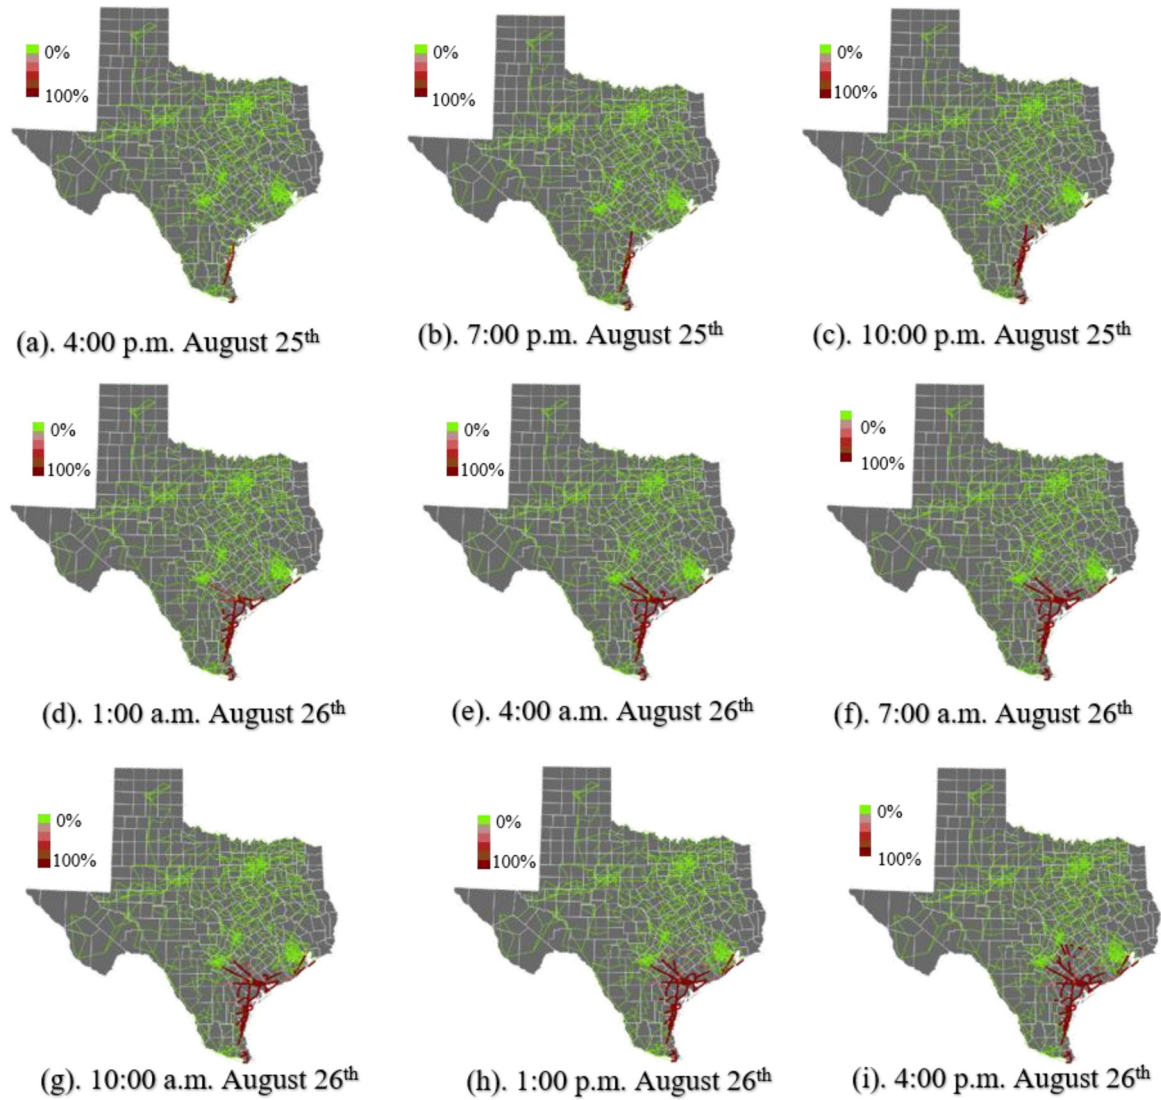 0%
100%
0%
100%
0%
100%
(a). 4:00 p.m. August 25th
(b). 7:00 p.m. August 25th
(c). 10:00 p.m. August 25th
0%
100%
0%
100%
0%
100%
(d). 1:00 a.m. August 26th
(e). 4:00 a.m. August 26th
(f). 7:00 a.m. August 26th
0%
100%
0%
100%
0%
100%
(g). 10:00 a.m. August 26th
(h). 1:00 p.m. August 26th
(i). 4:00 p.m. August 26th